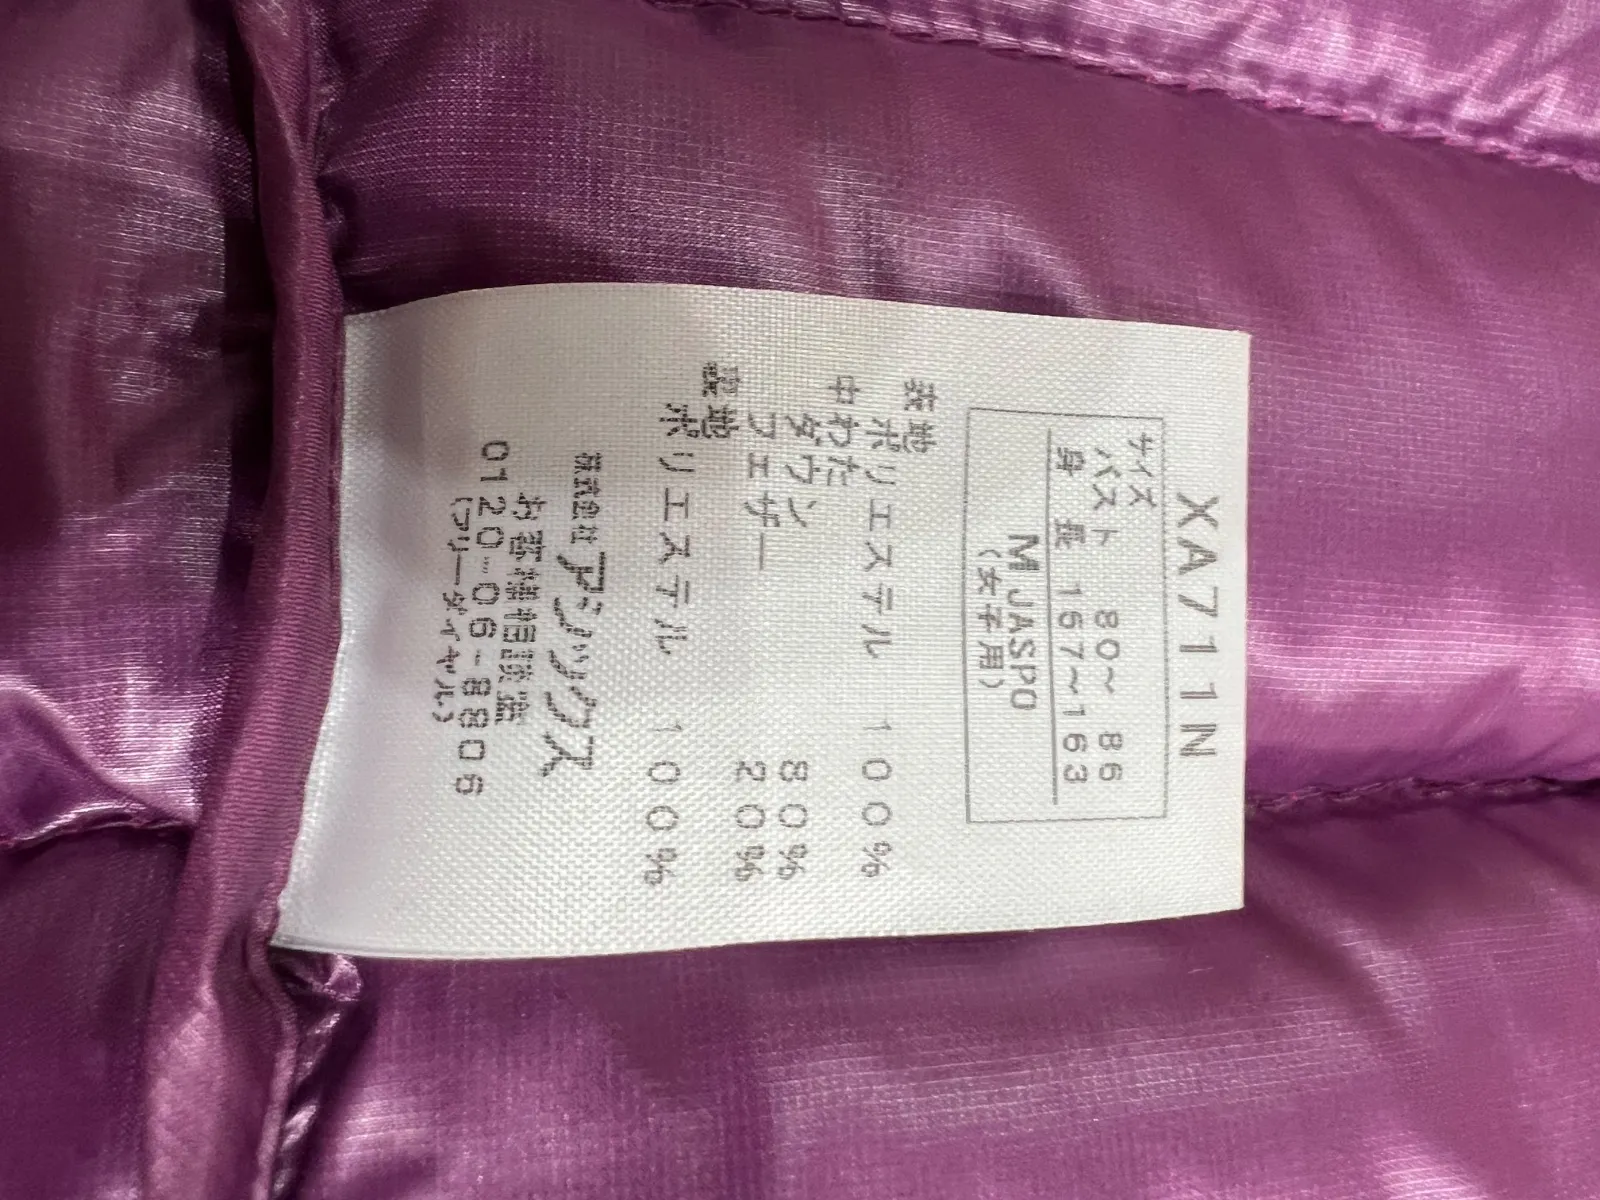 XA711N
サイズ
バスト 80～ 86
身 長 157～163
M JASPO
(女子用)
表地
ポリエステル 100%
中わた
ダウン 80%
フェザー 20%
裏地
ポリエステル 100%
株式会社アシックス
お客様相談室
0120-06-8806
(フリーダイヤル)